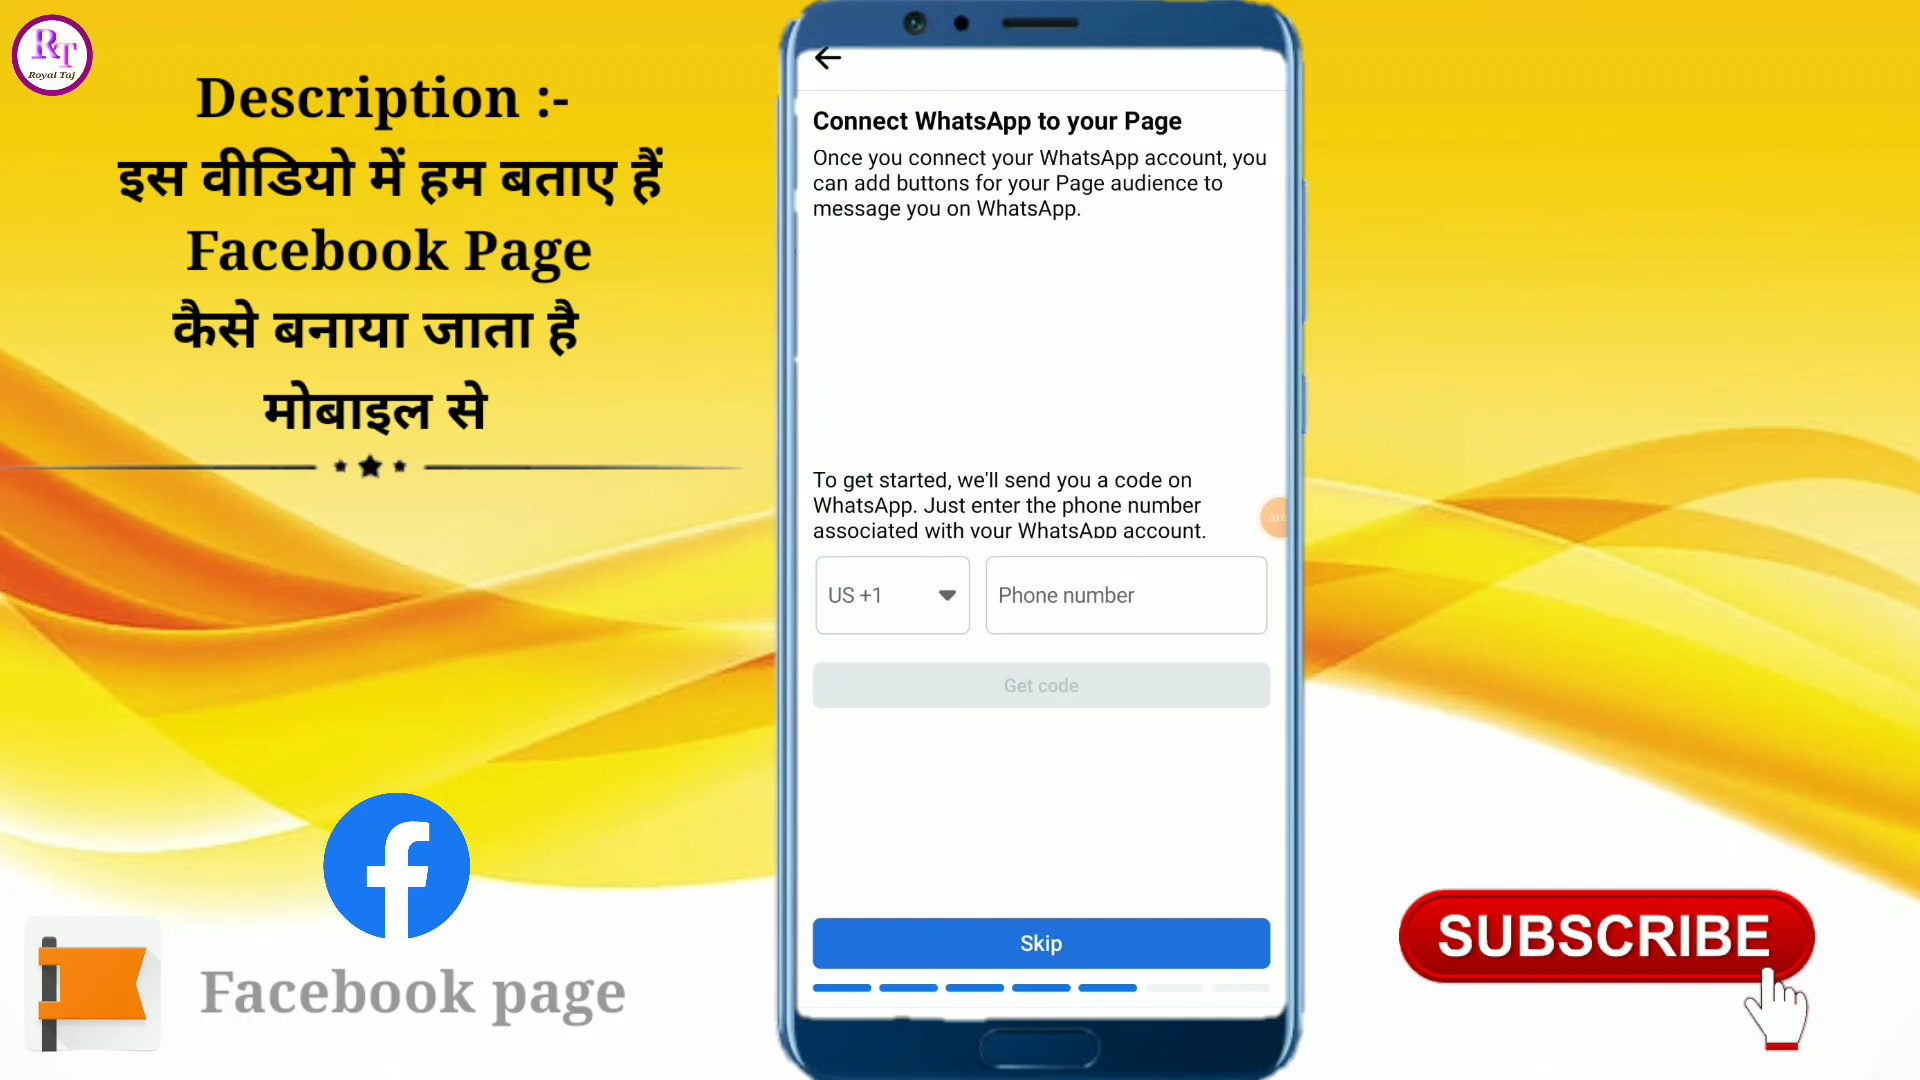 RT
Royal Taj
Description :-
इस वीडियो में हम बताए हैं
Facebook Page
कैसे बनाया जाता है
मोबाइल से
Facebook page
Connect WhatsApp to your Page
Once you connect your WhatsApp account, you
can add buttons for your Page audience to
message you on WhatsApp.
To get started, we'll send you a code on
WhatsApp. Just enter the phone number
associated with your WhatsApp account.
US +1
Phone number
Get code
Skip
SUBSCRIBE